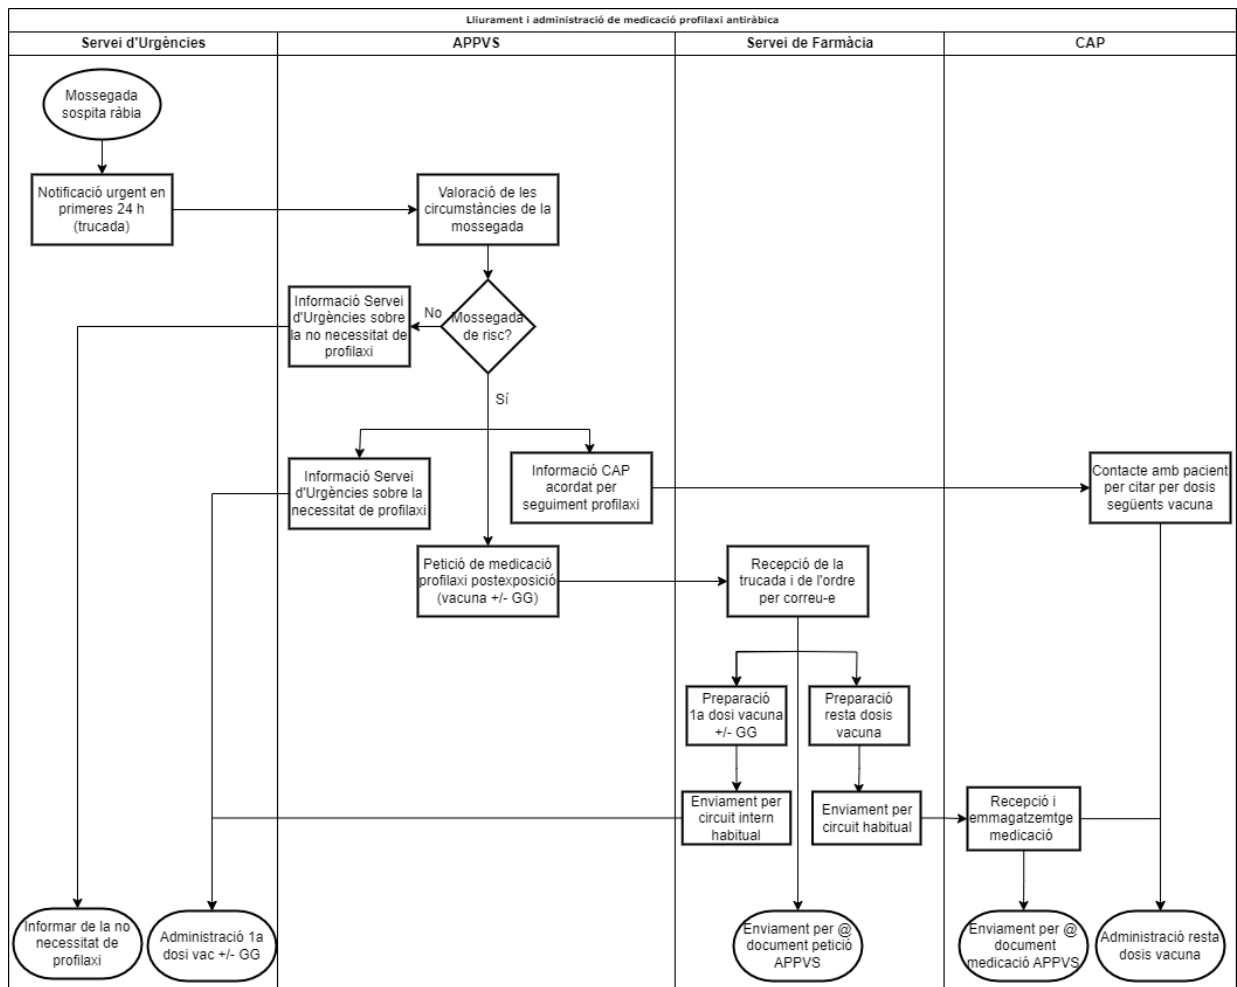 Lliurament i administració de medicació profilaxi antiràbica
Servei d'Urgències
APPVS
Servei de Farmàcia
CAP
Mossegada
sospita ràbia
Notificació urgent en
primeres 24 h
(trucada)
Valoració de les
circumstàncies de la
mossegada
Informació Servei
d'Urgències sobre
la no necessitat de
profilaxi
No
Mossegada
de risc?
Sí
Informació Servei
d'Urgències sobre la
necessitat de profilaxi
Informació CAP
acordat per
seguiment profilaxi
Contacte amb pacient
per citar per dosis
següents vacuna
Petició de medicació
profilaxi postexposició
(vacuna +/- GG)
Recepció de la
trucada i de l'ordre
per correu-e
Preparació
1a dosi vacuna
+/- GG
Preparació
resta dosis
vacuna
Enviament per
circuit intern
habitual
Enviament per
circuit habitual
Recepció i
emmagatzemtge
medicació
Informar de la no
necessitat de
profilaxi
Administració 1a
dosi vac +/- GG
Enviament per @
document petició
APPVS
Enviament per @
document
medicació APPVS
Administració resta
dosis vacuna